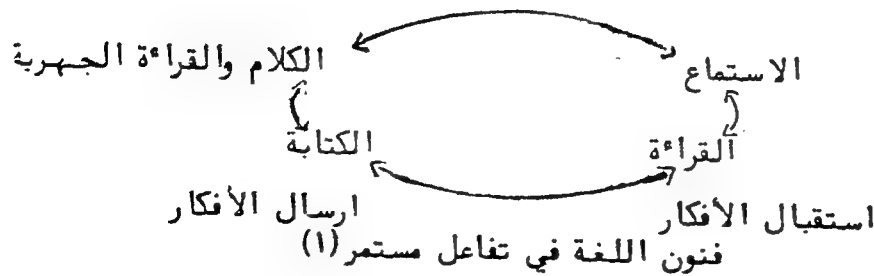 الاستماع
الكلام والقراءة الجهرية
القراءة
الكتابة
استقبال الأفكار
ارسال الأفكار
فنون اللغة في تفاعل مستمر (١)